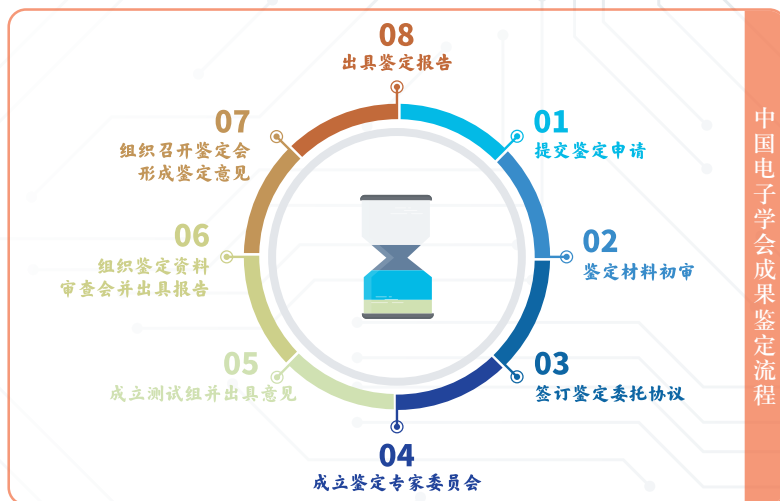 08
出具鉴定报告
01
提交鉴定申请
02
鉴定材料初审
03
签订鉴定委托协议
04
成立鉴定专家委员会
05
成立测试组并出具意见
06
组织鉴定资料
审查会并出具报告
07
组织召开鉴定会
形成鉴定意见
中国电子学会成果鉴定流程